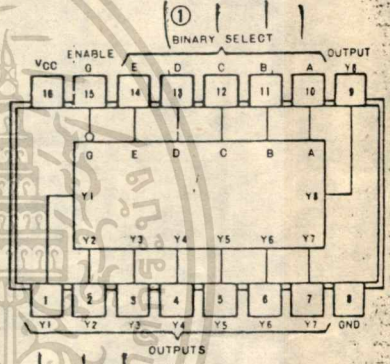 ①
BINARY SELECT
ENABLE OUTPUT
VCC G E D C B A Y8
16 15 14 13 12 11 10 9
G E D C B A
Y1 Y8
Y2 Y3 Y4 Y5 Y6 Y7
1 2 3 4 5 6 7 8
Y1 Y2 Y3 Y4 Y5 Y6 Y7 GND
OUTPUTS